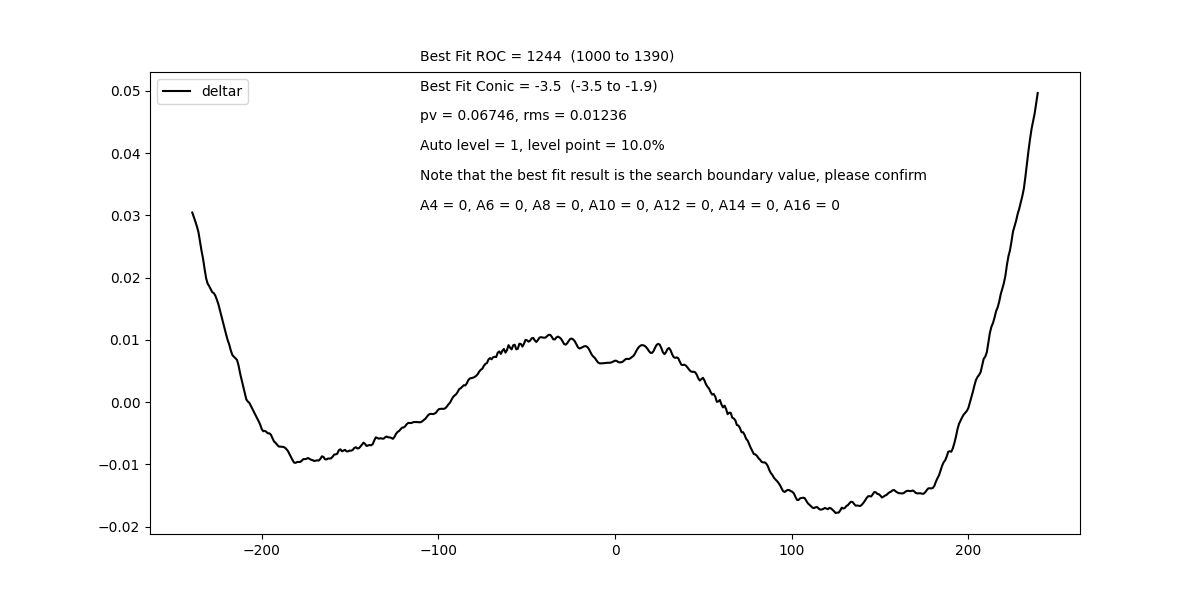 Best Fit ROC = 1244  (1000 to 1390)
Best Fit Conic = -3.5  (-3.5 to -1.9)
deltar
pv = 0.06746, rms = 0.01236
Auto level = 1, level point = 10.0%
Note that the best fit result is the search boundary value, please confirm
A4 = 0, A6 = 0, A8 = 0, A10 = 0, A12 = 0, A14 = 0, A16 = 0
0.05
0.04
0.03
0.02
0.01
0.00
−0.01
−0.02
−200
−100
0
100
200